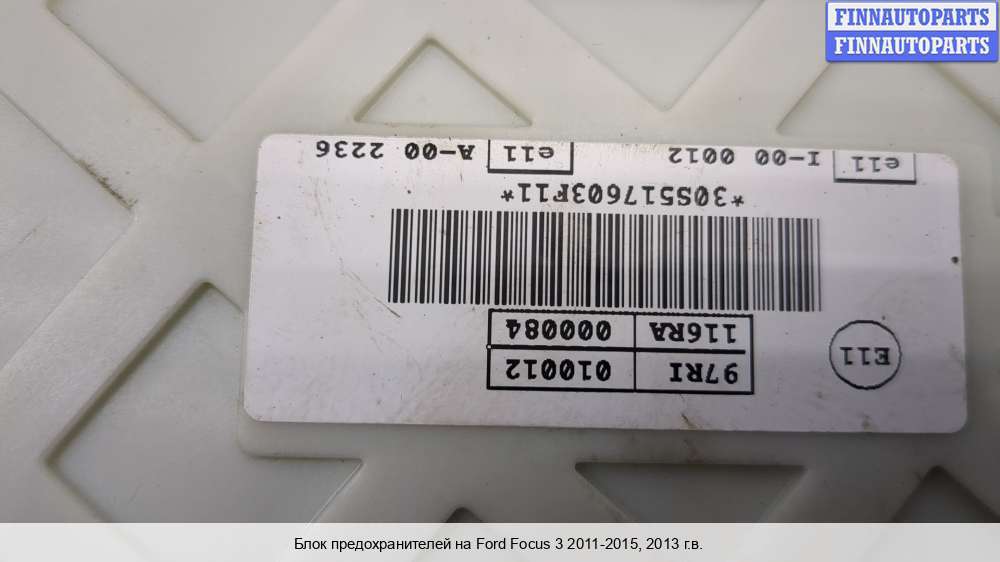 FINNAUTOPARTS
FINNAUTOPARTS
E11
97RI 010012
116RA 000084
*30S517603F11*
e11 I-00 0012 e11 A-00 2236
Блок предохранителей на Ford Focus 3 2011-2015, 2013 г.в.